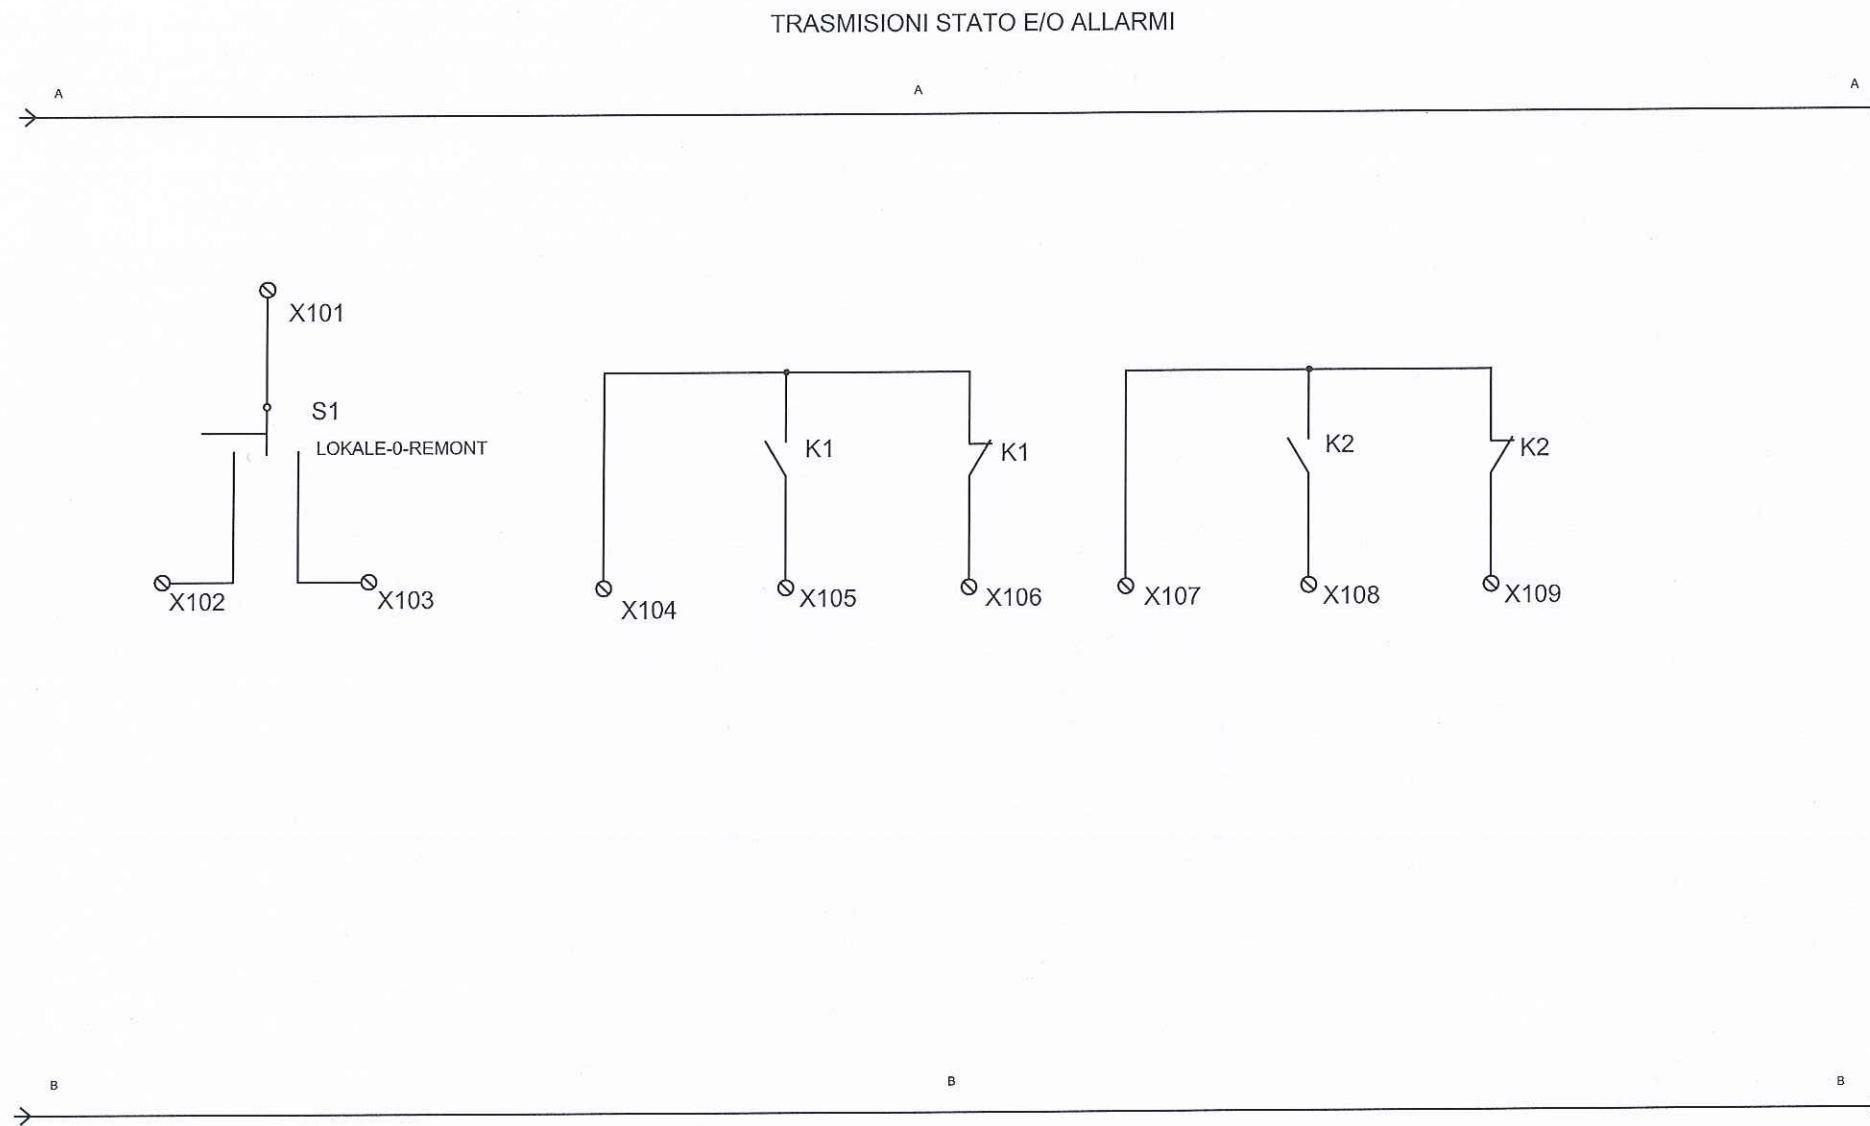 TRASMISIONI STATO E/O ALLARMI
A A A
X101
S1
LOKALE-0-REMONT
K1 K1 K2 K2
X102 X103 X104 X105 X106 X107 X108 X109
B B B